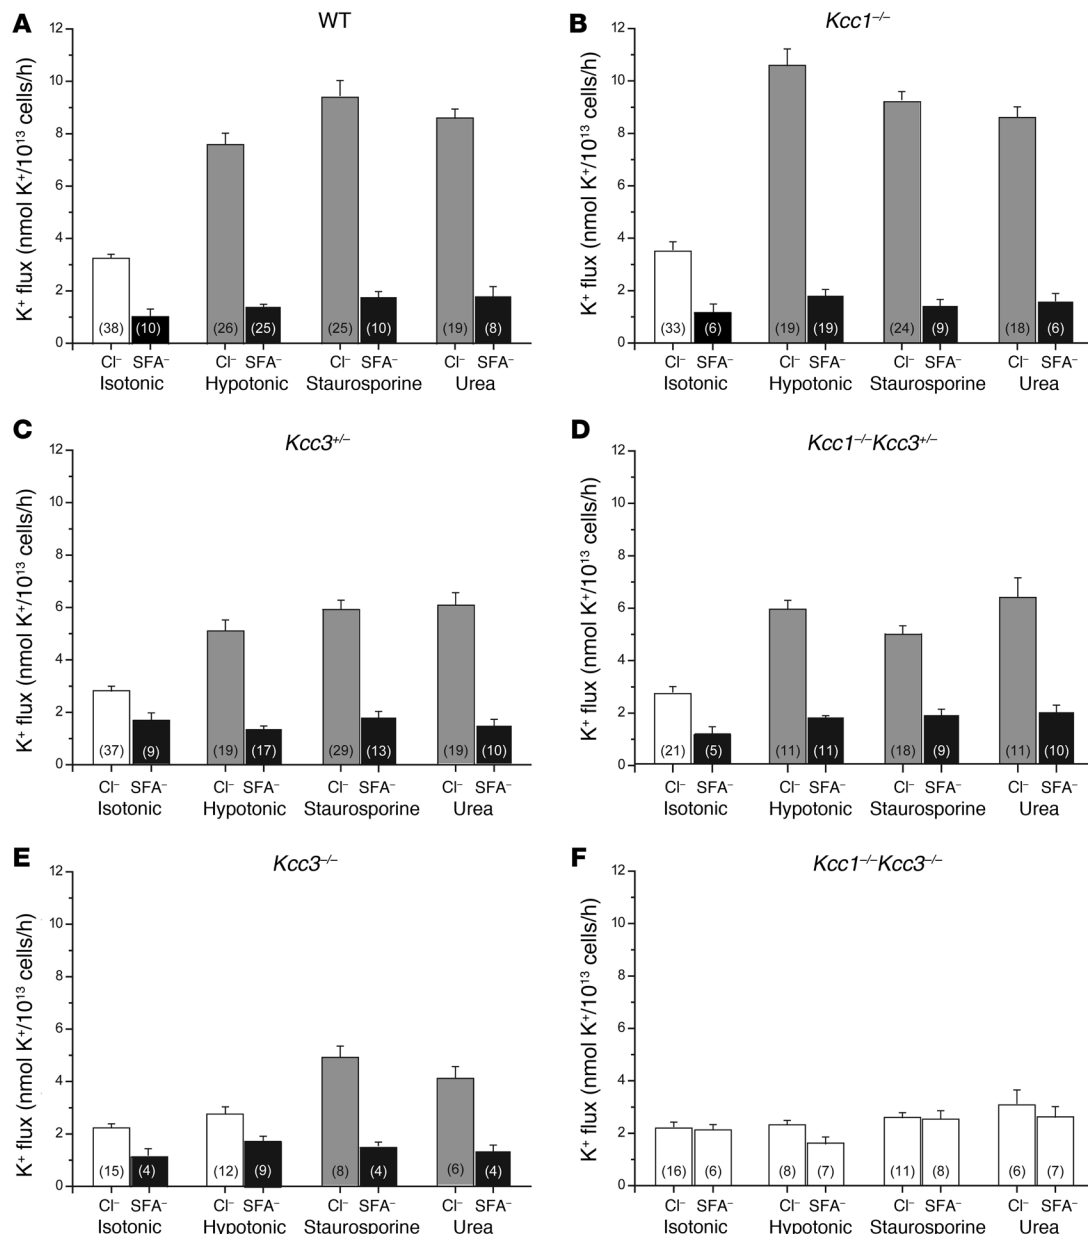 A WT
K⁺ flux (nmol K⁺/10¹³ cells/h)
12
10
8
6
4
2
0
(38) (10) (26) (25) (25) (10) (19) (8)
Cl⁻ SFA⁻ Cl⁻ SFA⁻ Cl⁻ SFA⁻ Cl⁻ SFA⁻
Isotonic Hypotonic Staurosporine Urea
B Kcc1⁻/⁻
K⁺ flux (nmol K⁺/10¹³ cells/h)
12
10
8
6
4
2
0
(33) (6) (19) (19) (24) (9) (18) (6)
Cl⁻ SFA⁻ Cl⁻ SFA⁻ Cl⁻ SFA⁻ Cl⁻ SFA⁻
Isotonic Hypotonic Staurosporine Urea
C Kcc3⁺/⁻
K⁺ flux (nmol K⁺/10¹³ cells/h)
12
10
8
6
4
2
0
(37) (9) (19) (17) (29) (13) (19) (10)
Cl⁻ SFA⁻ Cl⁻ SFA⁻ Cl⁻ SFA⁻ Cl⁻ SFA⁻
Isotonic Hypotonic Staurosporine Urea
D Kcc1⁻/⁻Kcc3⁺/⁻
K⁺ flux (nmol K⁺/10¹³ cells/h)
12
10
8
6
4
2
0
(21) (5) (11) (11) (18) (9) (11) (10)
Cl⁻ SFA⁻ Cl⁻ SFA⁻ Cl⁻ SFA⁻ Cl⁻ SFA⁻
Isotonic Hypotonic Staurosporine Urea
E Kcc3⁻/⁻
K⁺ flux (nmol K⁺/10¹³ cells/h)
12
10
8
6
4
2
0
(15) (4) (12) (9) (8) (4) (6) (4)
Cl⁻ SFA⁻ Cl⁻ SFA⁻ Cl⁻ SFA⁻ Cl⁻ SFA⁻
Isotonic Hypotonic Staurosporine Urea
F Kcc1⁻/⁻Kcc3⁻/⁻
K⁺ flux (nmol K⁺/10¹³ cells/h)
12
10
8
6
4
2
0
(16) (6) (8) (7) (11) (8) (6) (7)
Cl⁻ SFA⁻ Cl⁻ SFA⁻ Cl⁻ SFA⁻ Cl⁻ SFA⁻
Isotonic Hypotonic Staurosporine Urea